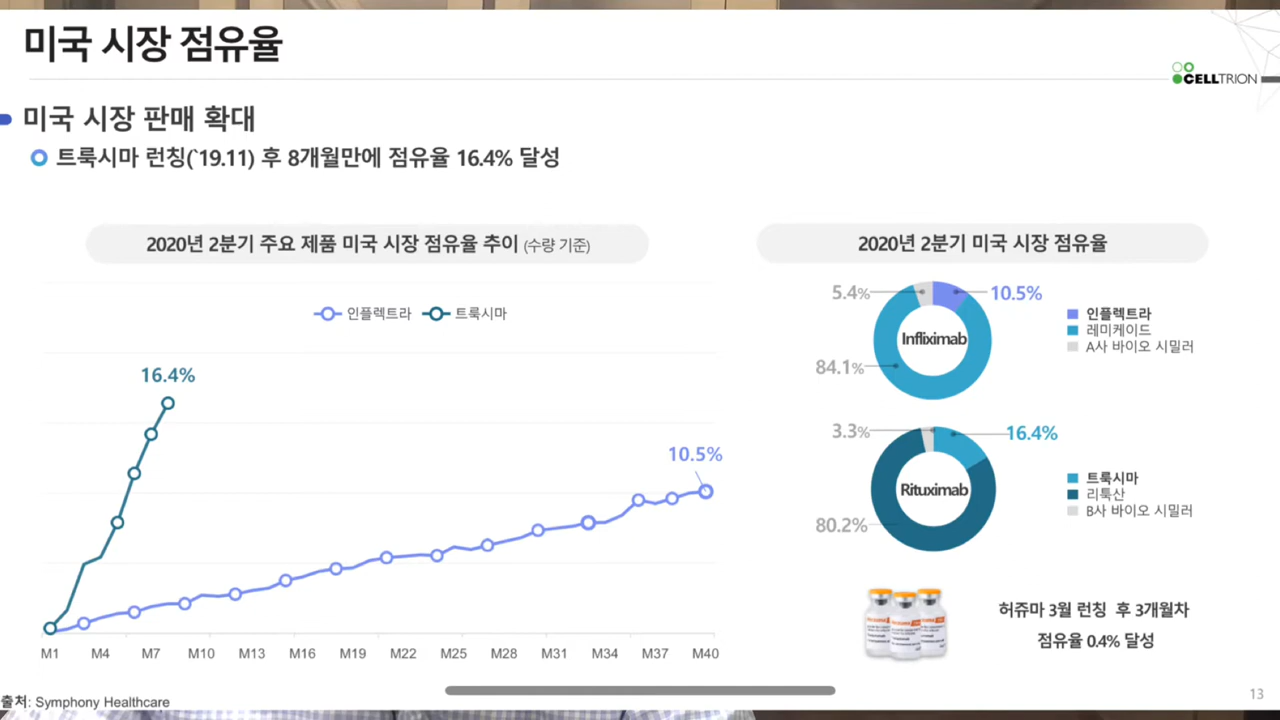 미국 시장 점유율
CELLTRION
미국 시장 판매 확대
트룩시마 런칭(`19.11) 후 8개월만에 점유율 16.4% 달성
2020년 2분기 주요 제품 미국 시장 점유율 추이 (수량 기준)
인플렉트라 트룩시마
16.4%
10.5%
M1 M4 M7 13 M16 M19 M22 M25 M28 M31 M34 M37 M40
2020년 2분기 미국 시장 점유율
5.4% 10.5%
Infliximab
84.1%
인플렉트라
레미케이드
A사 바이오 시밀러
3.3% 16.4%
Rituximab
80.2%
트룩시마
리툭산
B사 바이오 시밀러
허쥬마 3월 런칭 후 3개월차
점유율 0.4% 달성
출처: Symphony Healthcare
13